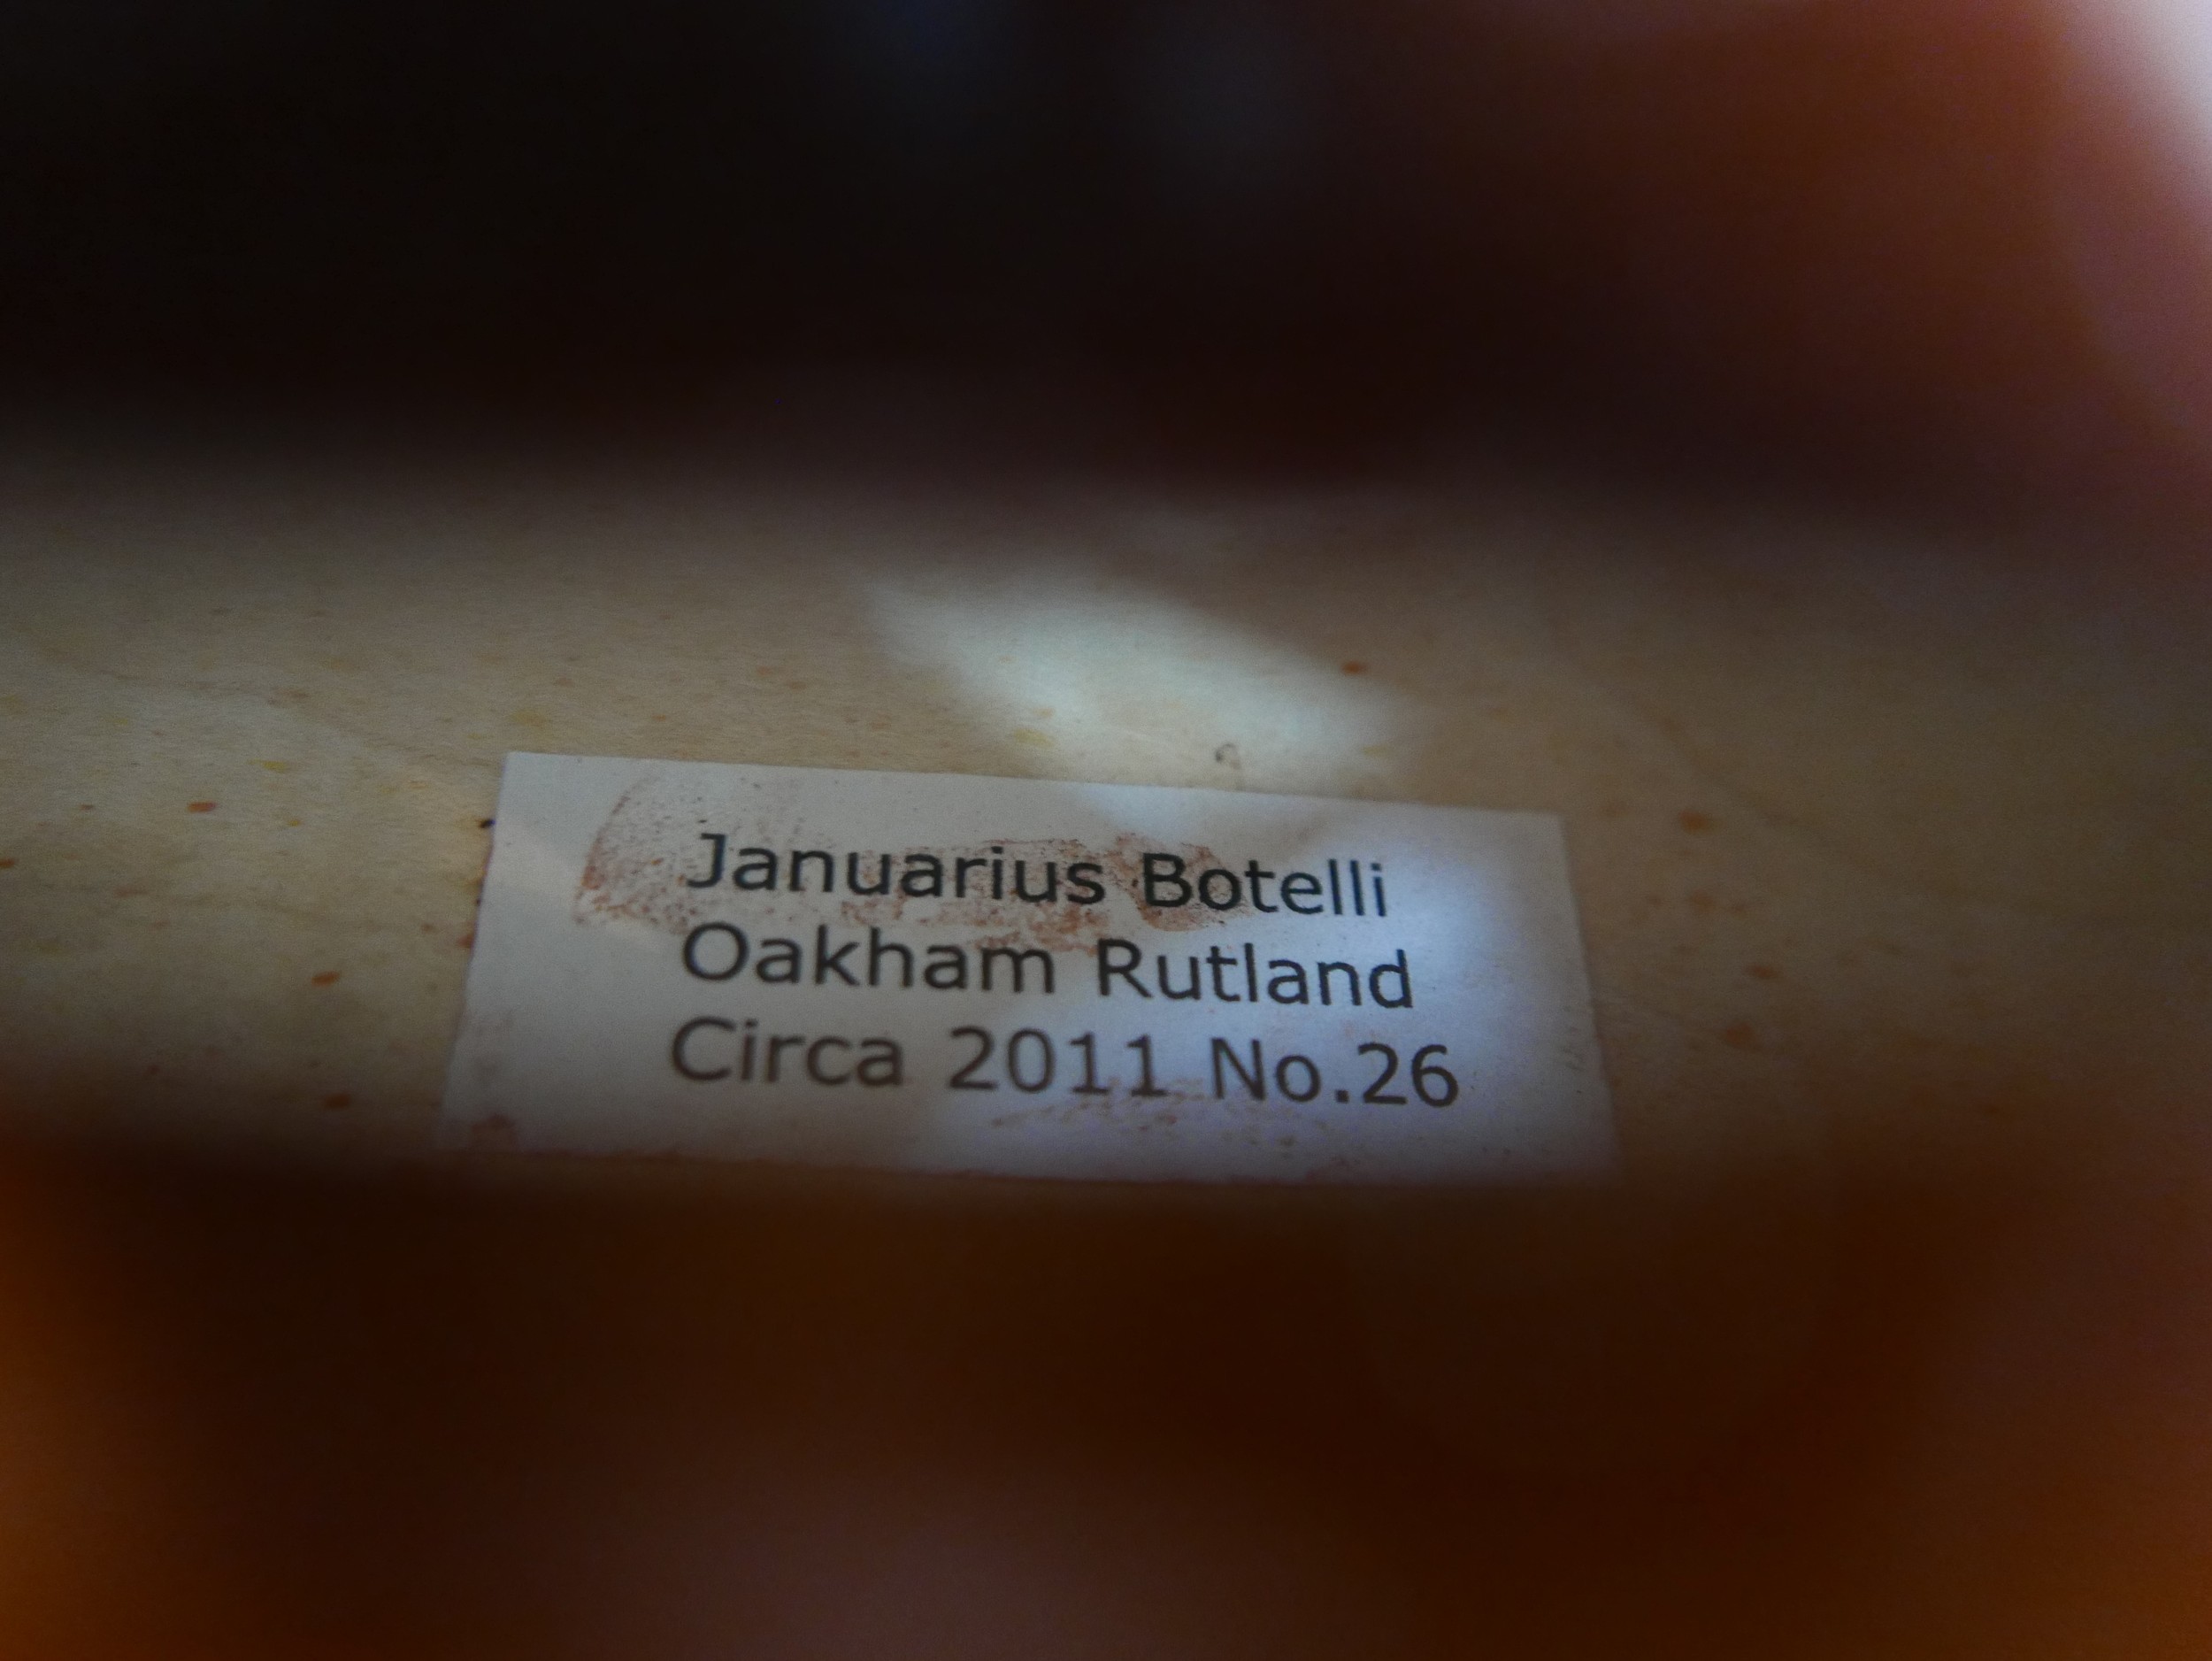 Januarius Botelli
Oakham Rutland
Circa 2011 No.26